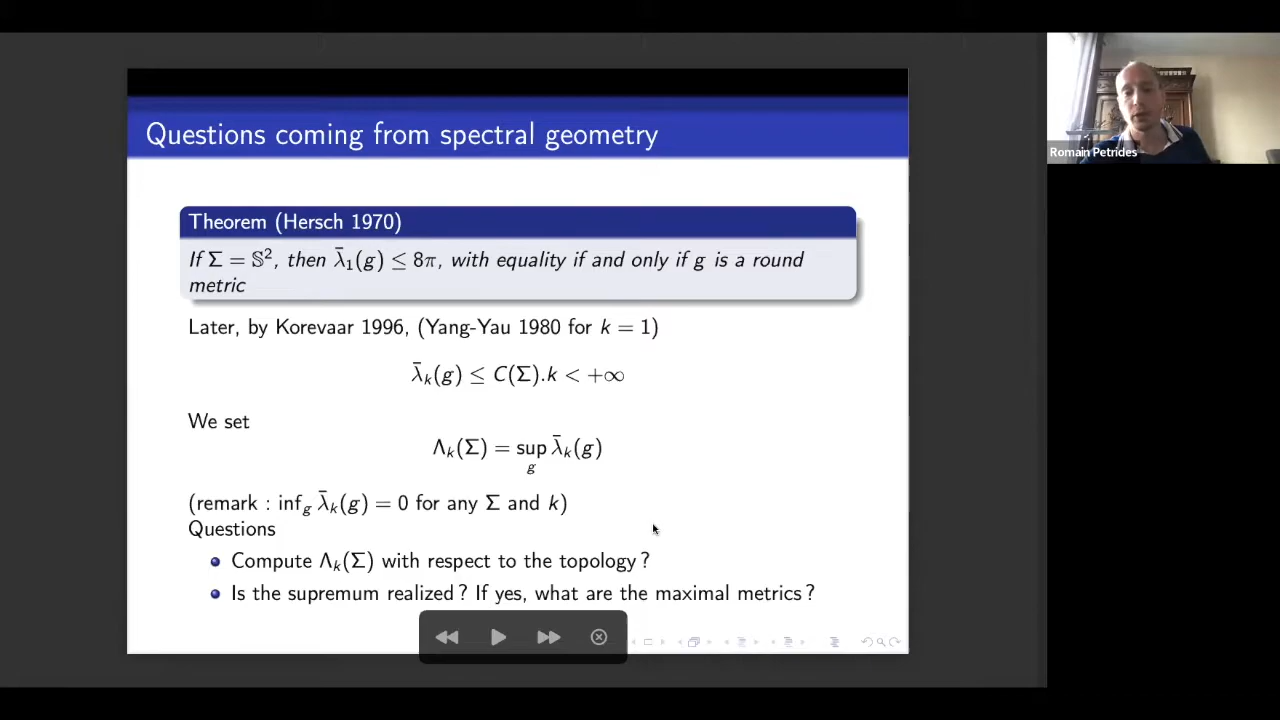 Questions coming from spectral geometry
Theorem (Hersch 1970)
If Σ = 𝕊², then λ̄₁(g) ≤ 8π, with equality if and only if g is a round
metric
Later, by Korevaar 1996, (Yang-Yau 1980 for k = 1)
λ̄ₖ(g) ≤ C(Σ).k < +∞
We set
Λₖ(Σ) = sup λ̄ₖ(g)
g
(remark : inf_g λ̄ₖ(g) = 0 for any Σ and k)
Questions
Compute Λₖ(Σ) with respect to the topology ?
Is the supremum realized ? If yes, what are the maximal metrics ?
Romain Petrides